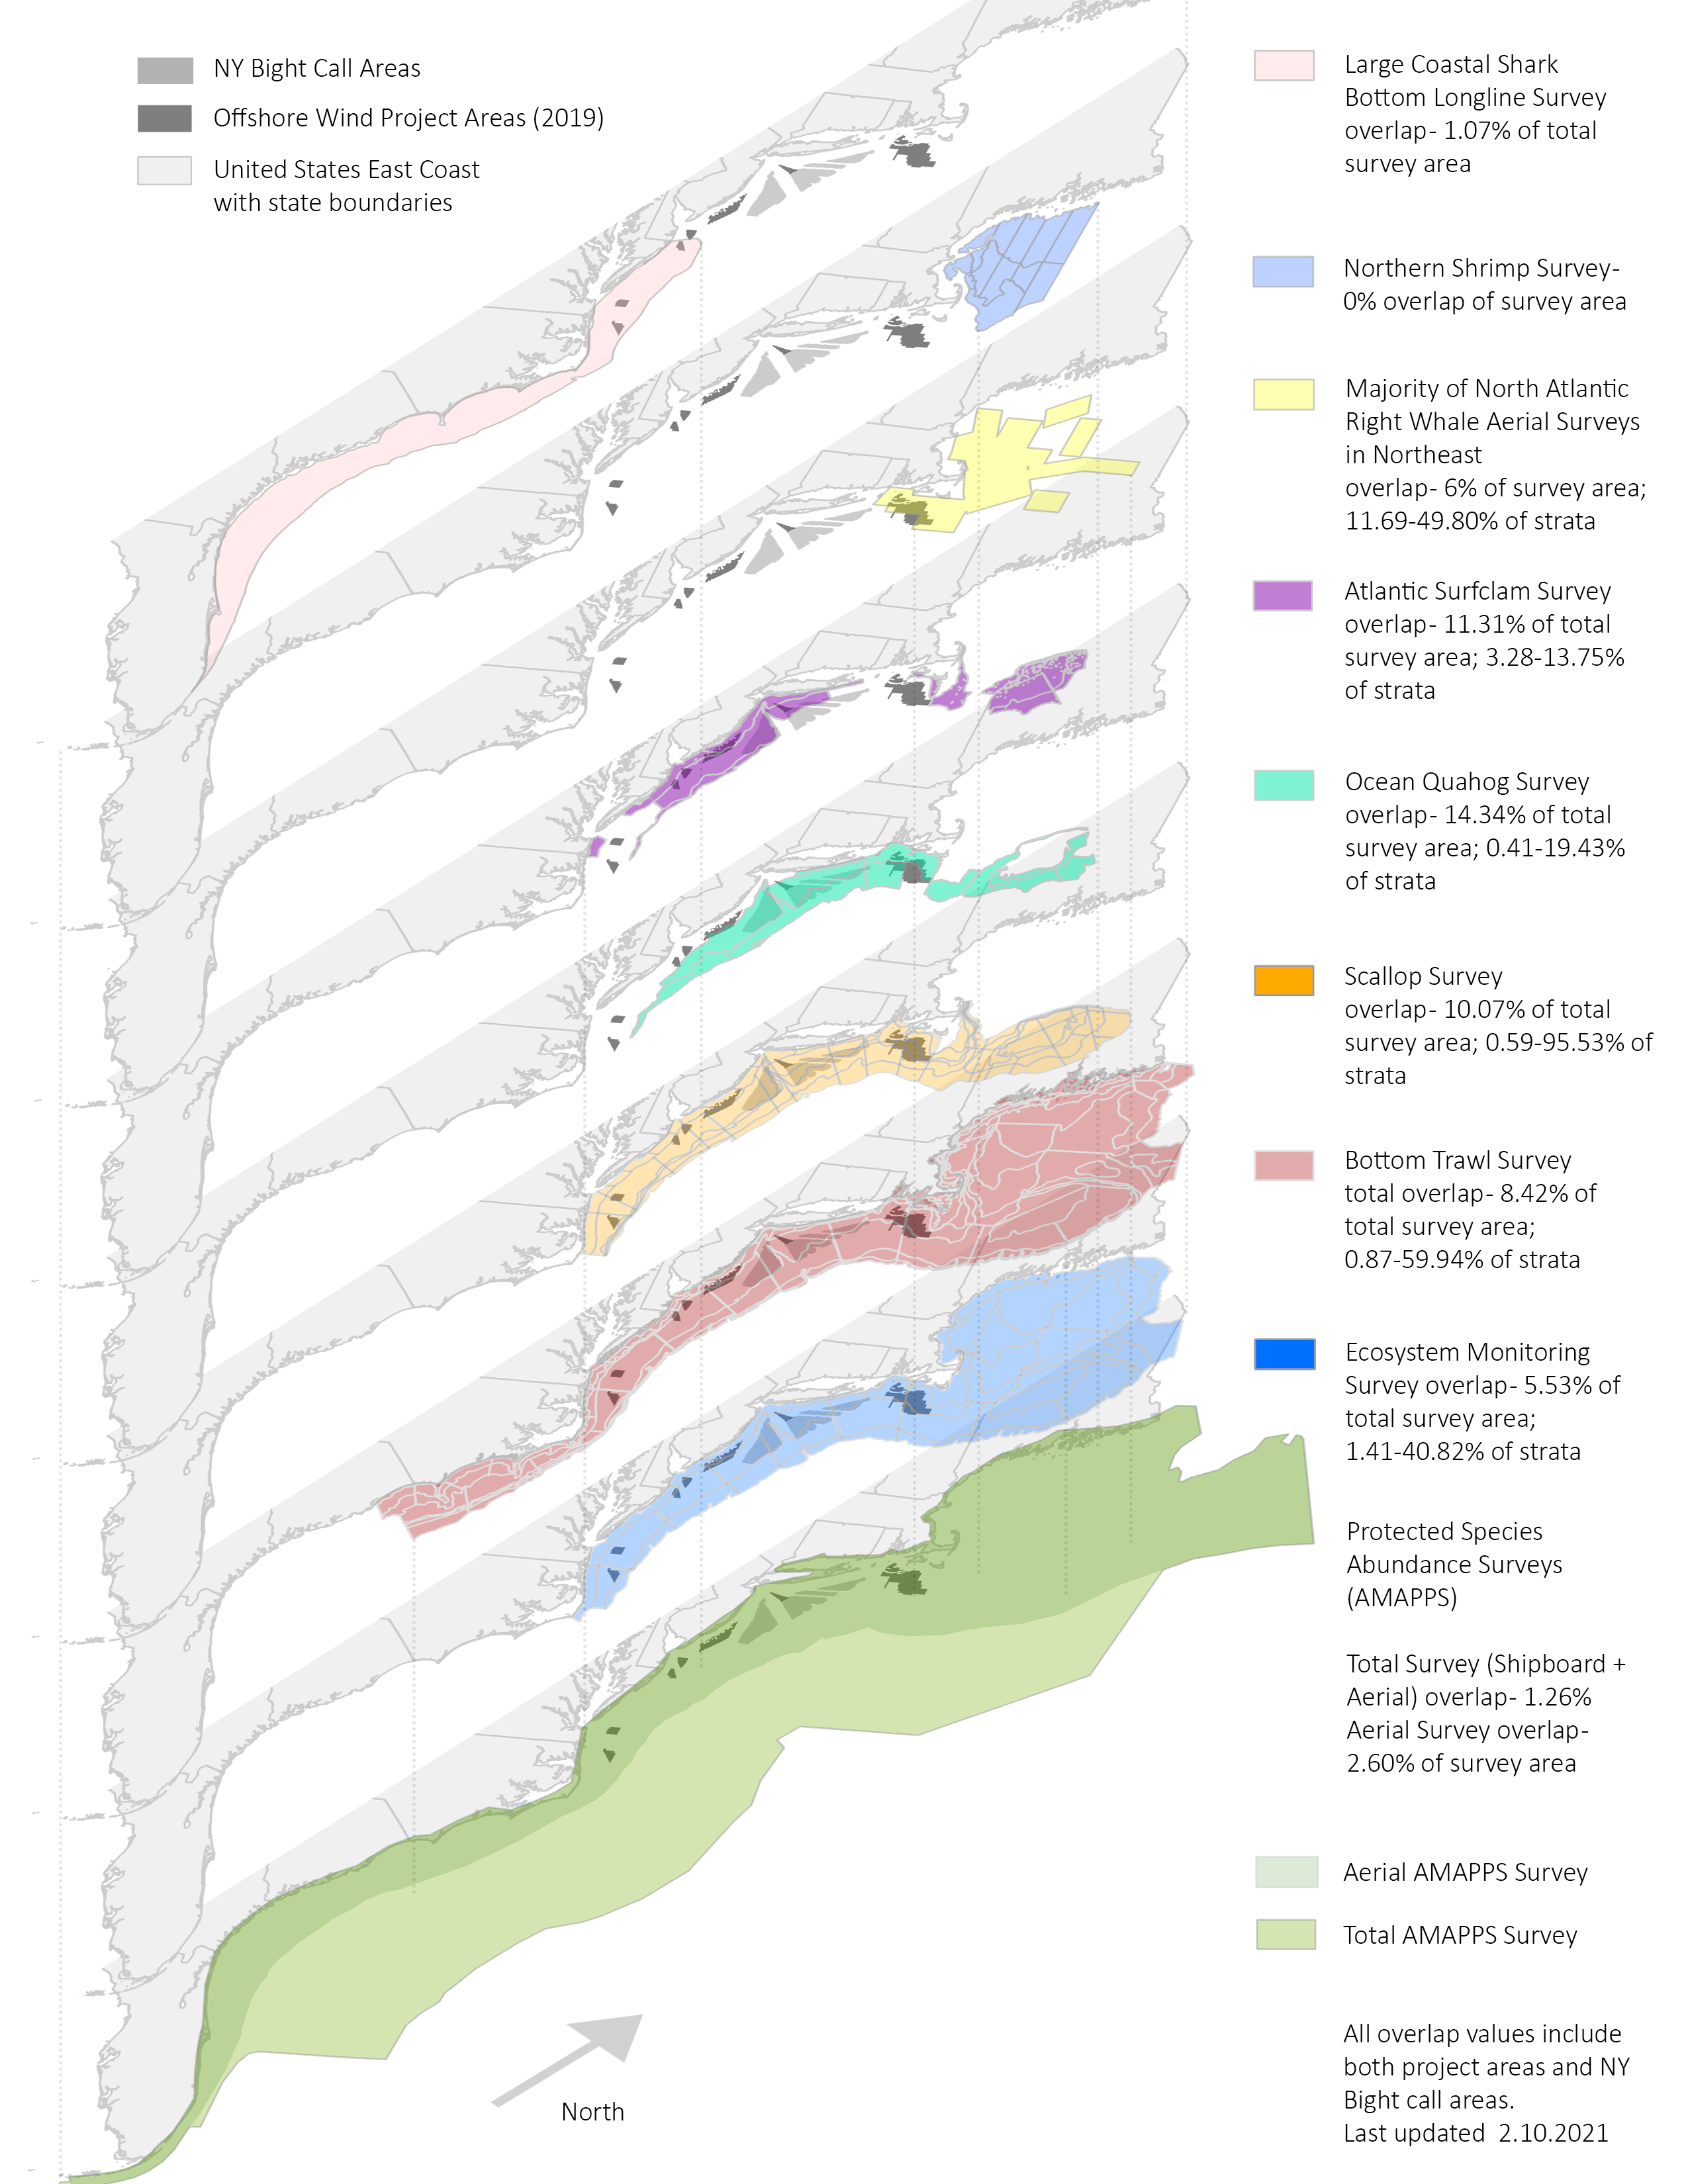 NY Bight Call Areas
Offshore Wind Project Areas (2019)
United States East Coast
with state boundaries
Large Coastal Shark
Bottom Longline Survey
overlap- 1.07% of total
survey area
Northern Shrimp Survey-
0% overlap of survey area
Majority of North Atlantic
Right Whale Aerial Surveys
in Northeast
overlap- 6% of survey area;
11.69-49.80% of strata
Atlantic Surfclam Survey
overlap- 11.31% of total
survey area; 3.28-13.75%
of strata
Ocean Quahog Survey
overlap- 14.34% of total
survey area; 0.41-19.43%
of strata
Scallop Survey
overlap- 10.07% of total
survey area; 0.59-95.53% of
strata
Bottom Trawl Survey
total overlap- 8.42% of
total survey area;
0.87-59.94% of strata
Ecosystem Monitoring
Survey overlap- 5.53% of
total survey area;
1.41-40.82% of strata
Protected Species
Abundance Surveys
(AMAPPS)
Total Survey (Shipboard +
Aerial) overlap- 1.26%
Aerial Survey overlap-
2.60% of survey area
Aerial AMAPPS Survey
Total AMAPPS Survey
All overlap values include
both project areas and NY
Bight call areas.
Last updated 2.10.2021
North